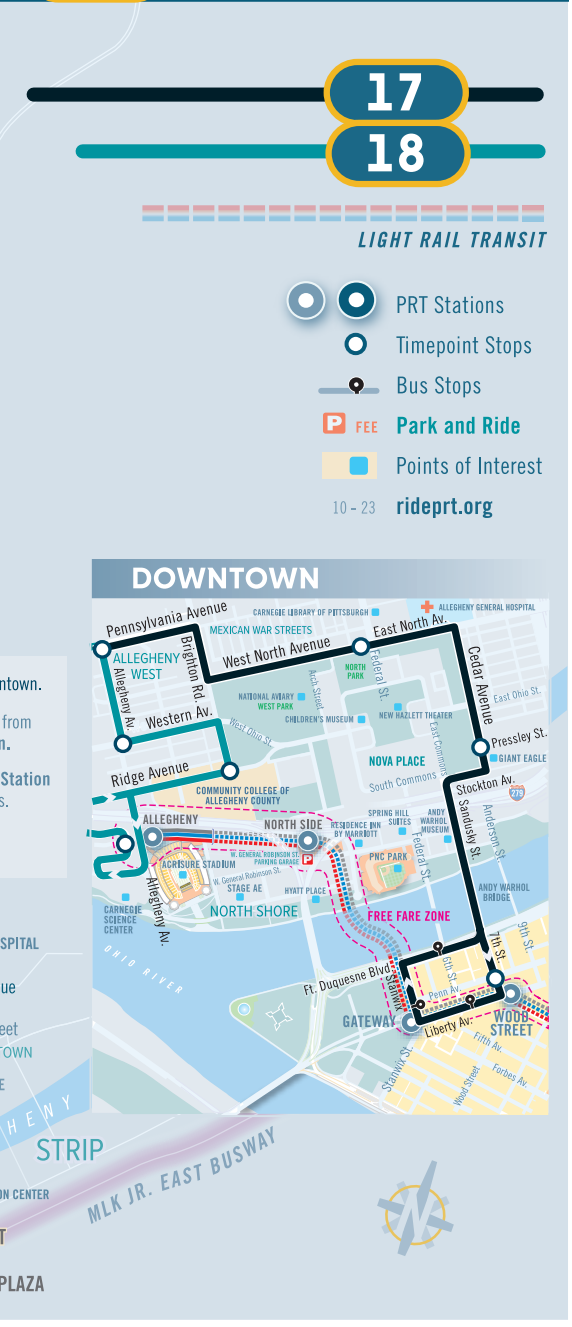 17
18
LIGHT RAIL TRANSIT
PRT Stations
Timepoint Stops
Bus Stops
P FEE Park and Ride
Points of Interest
10 - 23 rideprt.org
DOWNTOWN
Pennsylvania Avenue
CARNEGIE LIBRARY OF PITTSBURGH
ALLEGHENY GENERAL HOSPITAL
MEXICAN WAR STREETS
East North Av.
West North Avenue
Brighton Rd.
ALLEGHENY
WEST
Allegheny Av.
NORTH
PARK
Federal St.
Arch Street
Cedar Avenue
East Ohio St.
NATIONAL AVIARY
WEST PARK
Western Av.
West Ohio St.
CHILDREN'S MUSEUM
NEW HAZLETT THEATER
East Commons
Pressley St.
GIANT EAGLE
NOVA PLACE
Ridge Avenue
South Commons
Stockton Av.
279
COMMUNITY COLLEGE OF
ALLEGHENY COUNTY
Sandusky St.
Anderson St.
ALLEGHENY
NORTH SIDE
RESIDENCE INN
BY MARRIOTT
SPRING HILL
SUITES
ANDY
WARHOL
MUSEUM
W. GENERAL ROBINSON ST.
PARKING GARAGE
P
ACRISURE STADIUM
W. General Robinson St.
PNC PARK
Federal St.
STAGE AE
HYATT PLACE
ANDY WARHOL
BRIDGE
CARNEGIE
SCIENCE
CENTER
Allegheny Av.
NORTH SHORE
FREE FARE ZONE
OHIO RIVER
7th St.
9th St.
6th St.
Ft. Duquesne Blvd.
Stanwix
Penn Av.
GATEWAY
Liberty Av.
WOOD
STREET
Fifth Av.
Stanwix St.
Wood Street
Forbes Av.
ntown.
from
n.
Station
s.
SPITAL
ue
eet
TOWN
E
HENY
STRIP
MLK JR. EAST BUSWAY
ON CENTER
T
PLAZA
N